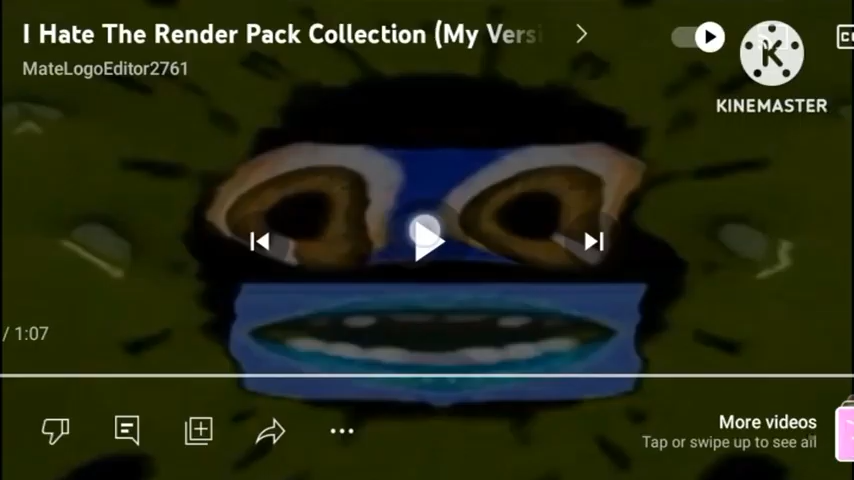 I Hate The Render Pack Collection (My Versi
MateLogoEditor2761
K
KINEMASTER
/ 1:07
More videos
Tap or swipe up to see all